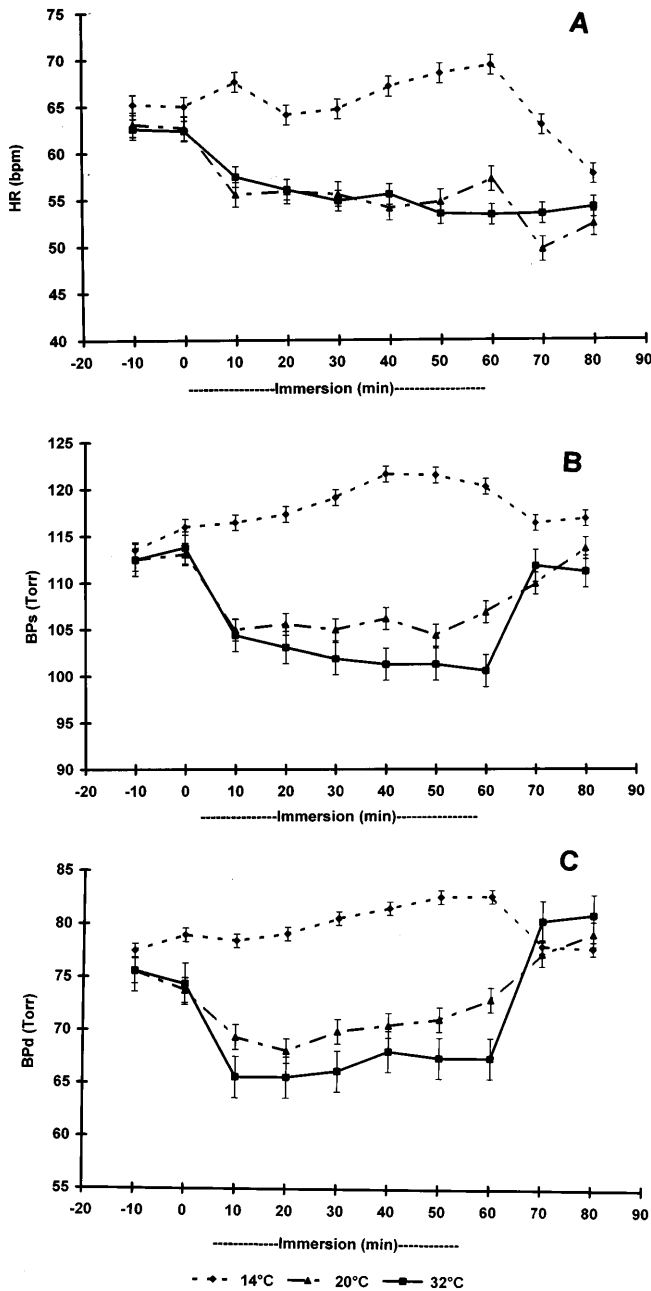 A
HR (bpm)
75
70
65
60
55
50
45
40
-20 -10 0 10 20 30 40 50 60 70 80 90
--------------------Immersion (min)--------------------
B
BPs (Torr)
125
120
115
110
105
100
95
90
-20 -10 0 10 20 30 40 50 60 70 80 90
-----------------Immersion (min)-----------------
C
BPd (Torr)
85
80
75
70
65
60
55
-20 -10 0 10 20 30 40 50 60 70 80 90
----------------Immersion (min)----------------
14°C 20°C 32°C